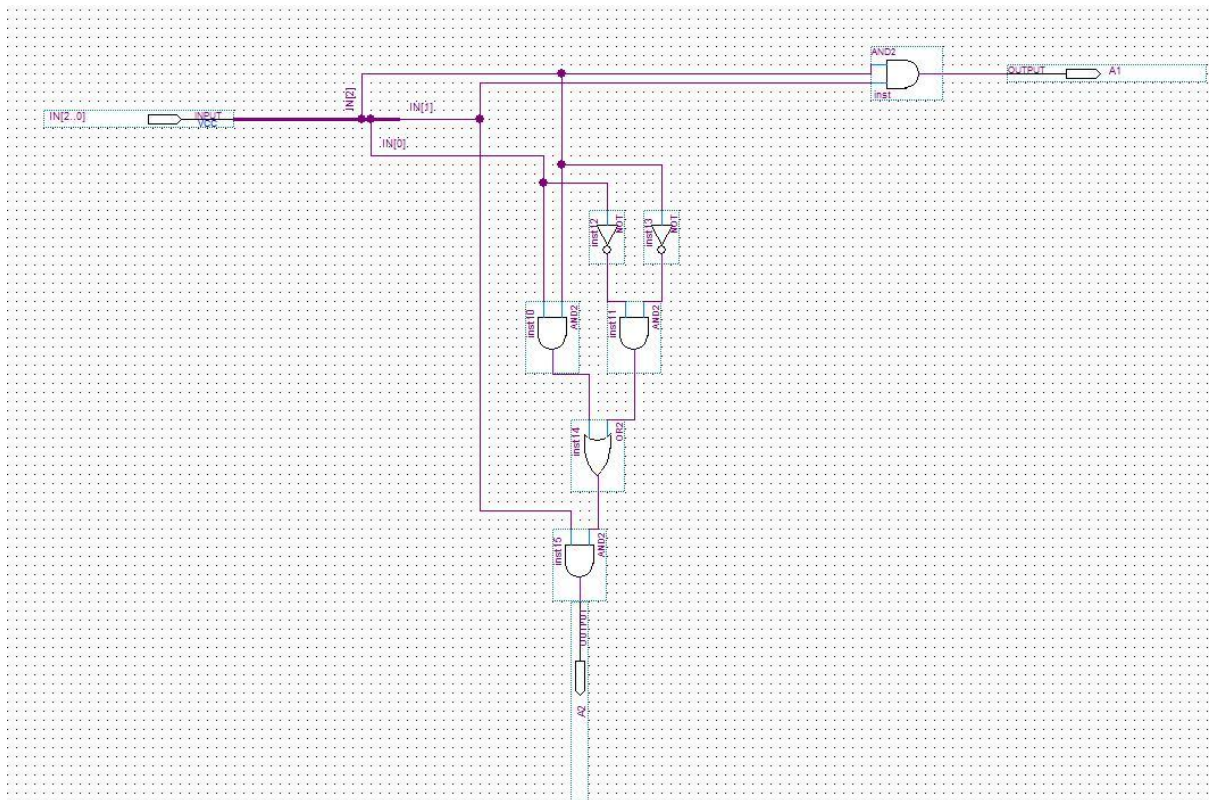 AND2
OUTPUT
A1
inst
IN[2]
IN[1]
IN[2..0]
INPUT
VCC
IN[0]
inst12
NOT
inst13
NOT
inst10
AND2
inst11
AND2
inst14
OR2
inst15
AND2
OUTPUT
A2